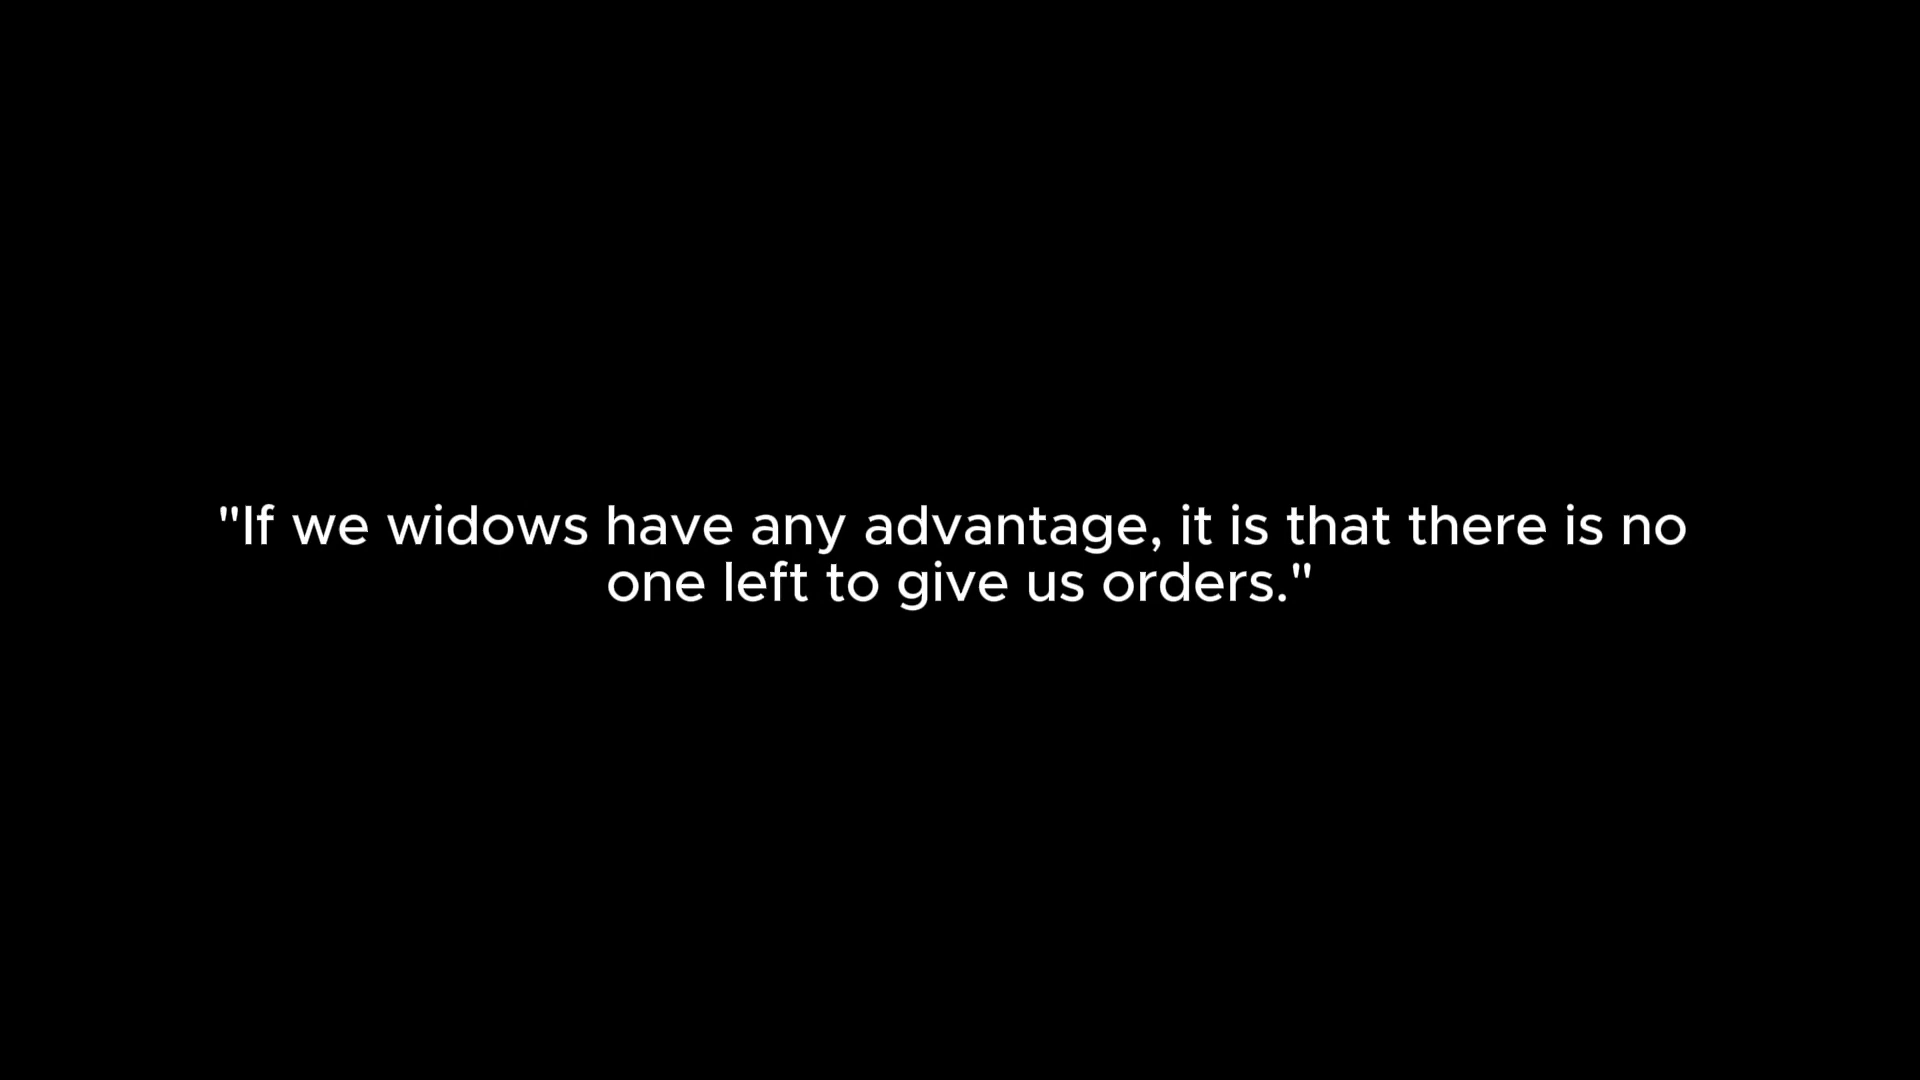 "If we widows have any advantage, it is that there is no
one left to give us orders."